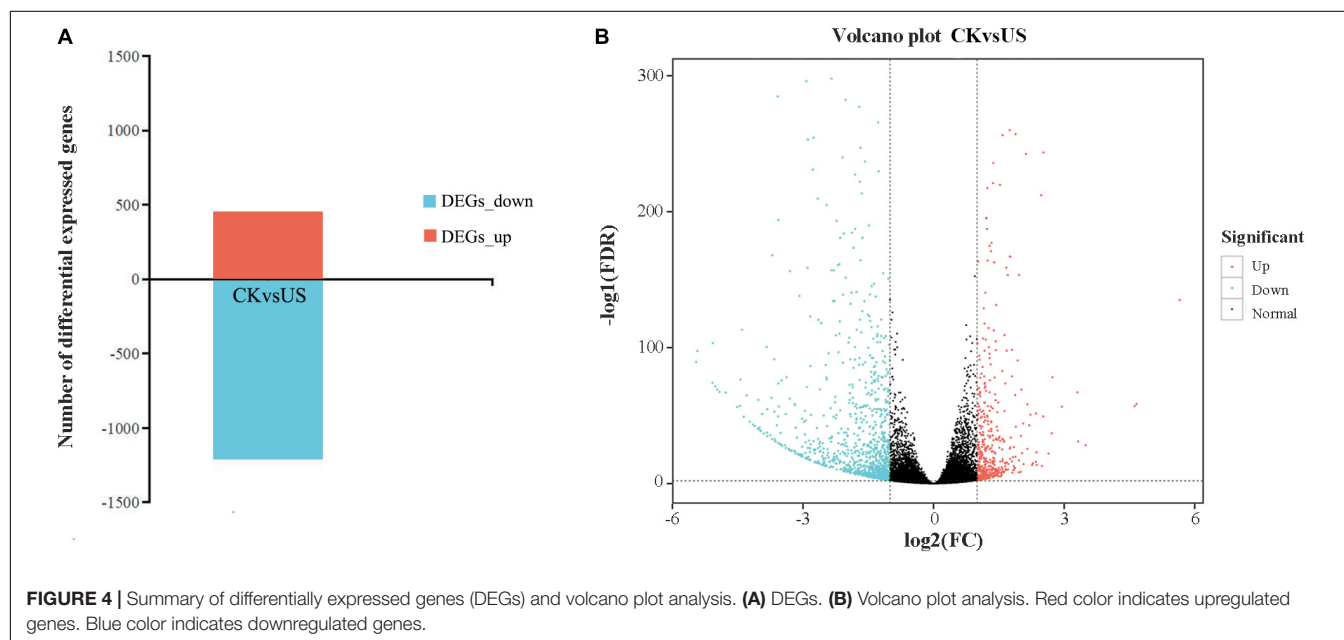 A
1500
1000
500
0
-500
-1000
-1500
Number of differential expressed genes
CKvsUS
DEGs_down
DEGs_up
B
Volcano plot CKvsUS
300
200
100
0
-log1(FDR)
-6
-3
0
3
6
log2(FC)
Significant
Up
Down
Normal
FIGURE 4 | Summary of differentially expressed genes (DEGs) and volcano plot analysis. (A) DEGs. (B) Volcano plot analysis. Red color indicates upregulated
genes. Blue color indicates downregulated genes.